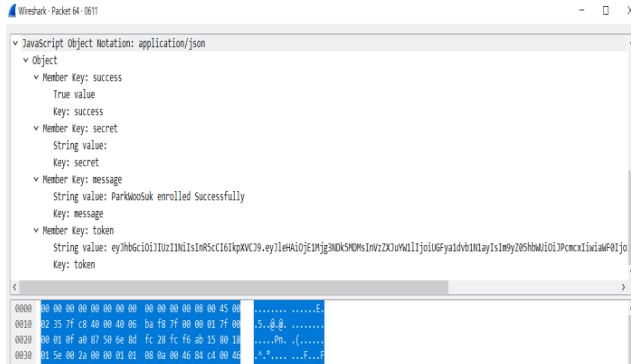 Wireshark · Packet 64 · 0611
JavaScript Object Notation: application/json
Object
Member Key: success
True value
Key: success
Member Key: secret
String value:
Key: secret
Member Key: message
String value: ParkWooSuk enrolled Successfully
Key: message
Member Key: token
String value: eyJhbGciOiJIUzI1NiIsInR5cCI6IkpXVCJ9.eyJleHAiOjE1Mjg3NDk5MDMsInVzZXJuYW1lIjoiUGFya1dvb1N1ayIsIm9yZ05hbWUiOiJPcmcxIiwiaWF0Ijo
Key: token
0000 00 00 00 00 00 00 00 00 00 00 00 00 08 00 45 00 ........ ......E.
0010 02 35 7f c8 40 00 40 06 ba f8 7f 00 00 01 7f 00 .5..@.@. ........
0020 00 01 0f a0 87 50 6e 8d fc 28 fc f6 ab 15 80 18 .....Pn. .(......
0030 01 5e 00 2a 00 00 01 01 08 0a 00 46 84 c4 00 46 .^.*.... ...F...F